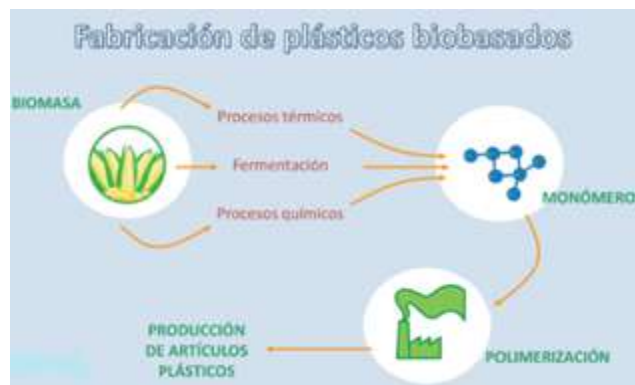 Fabricación de plásticos biobasados
BIOMASA
Procesos térmicos
Fermentación
Procesos químicos
MONÓMERO
POLIMERIZACIÓN
PRODUCCIÓN
DE ARTÍCULOS
PLÁSTICOS